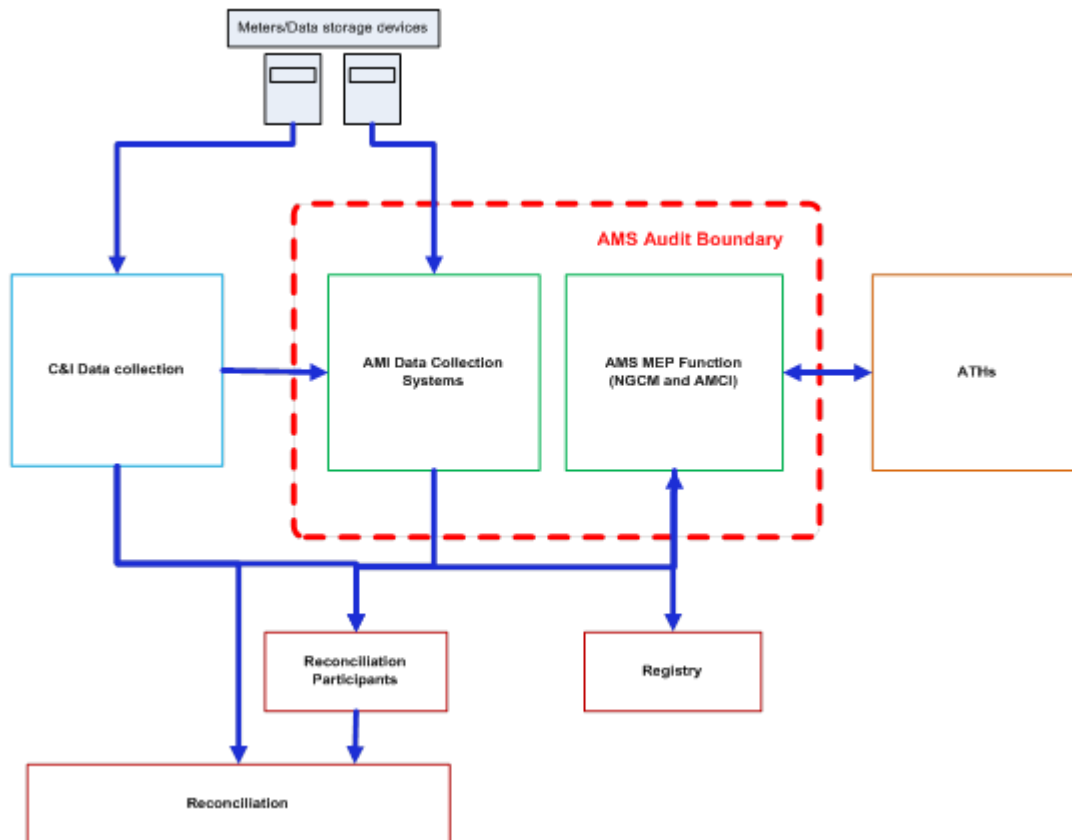 Meters/Data storage devices
AMS Audit Boundary
C&I Data collection
AMI Data Collection
Systems
AMS MEP Function
(NGCM and AMCI)
ATHs
Reconciliation
Participants
Registry
Reconciliation